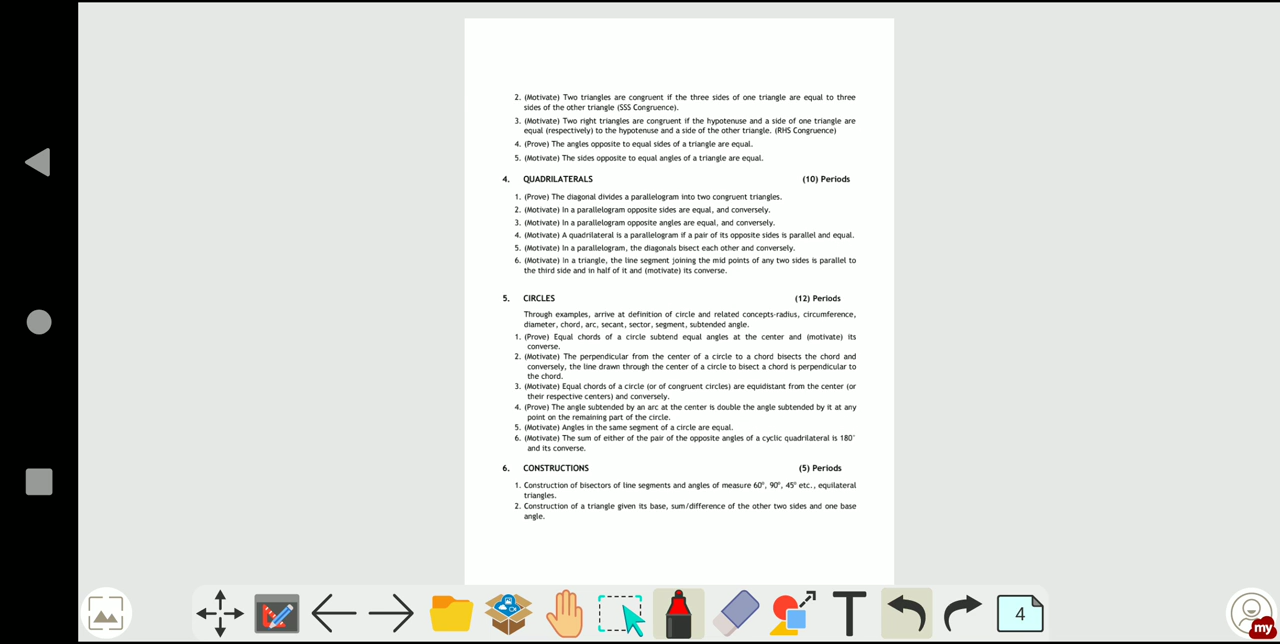 2. (Motivate) Two triangles are congruent if the three sides of one triangle are equal to three
sides of the other triangle (SSS Congruence).
3. (Motivate) Two right triangles are congruent if the hypotenuse and a side of one triangle are
equal (respectively) to the hypotenuse and a side of the other triangle. (RHS Congruence)
4. (Prove) The angles opposite to equal sides of a triangle are equal.
5. (Motivate) The sides opposite to equal angles of a triangle are equal.
4. QUADRILATERALS (10) Periods
1. (Prove) The diagonal divides a parallelogram into two congruent triangles.
2. (Motivate) In a parallelogram opposite sides are equal, and conversely.
3. (Motivate) In a parallelogram opposite angles are equal, and conversely.
4. (Motivate) A quadrilateral is a parallelogram if a pair of its opposite sides is parallel and equal.
5. (Motivate) In a parallelogram, the diagonals bisect each other and conversely.
6. (Motivate) In a triangle, the line segment joining the mid points of any two sides is parallel to
the third side and in half of it and (motivate) its converse.
5. CIRCLES (12) Periods
Through examples, arrive at definition of circle and related concepts-radius, circumference,
diameter, chord, arc, secant, sector, segment, subtended angle.
1. (Prove) Equal chords of a circle subtend equal angles at the center and (motivate) its
converse.
2. (Motivate) The perpendicular from the center of a circle to a chord bisects the chord and
conversely, the line drawn through the center of a circle to bisect a chord is perpendicular to
the chord.
3. (Motivate) Equal chords of a circle (or of congruent circles) are equidistant from the center (or
their respective centers) and conversely.
4. (Prove) The angle subtended by an arc at the center is double the angle subtended by it at any
point on the remaining part of the circle.
5. (Motivate) Angles in the same segment of a circle are equal.
6. (Motivate) The sum of either of the pair of the opposite angles of a cyclic quadrilateral is 180°
and its converse.
6. CONSTRUCTIONS (5) Periods
1. Construction of bisectors of line segments and angles of measure 60°, 90°, 45° etc., equilateral
triangles.
2. Construction of a triangle given its base, sum/difference of the other two sides and one base
angle.
T
4
my